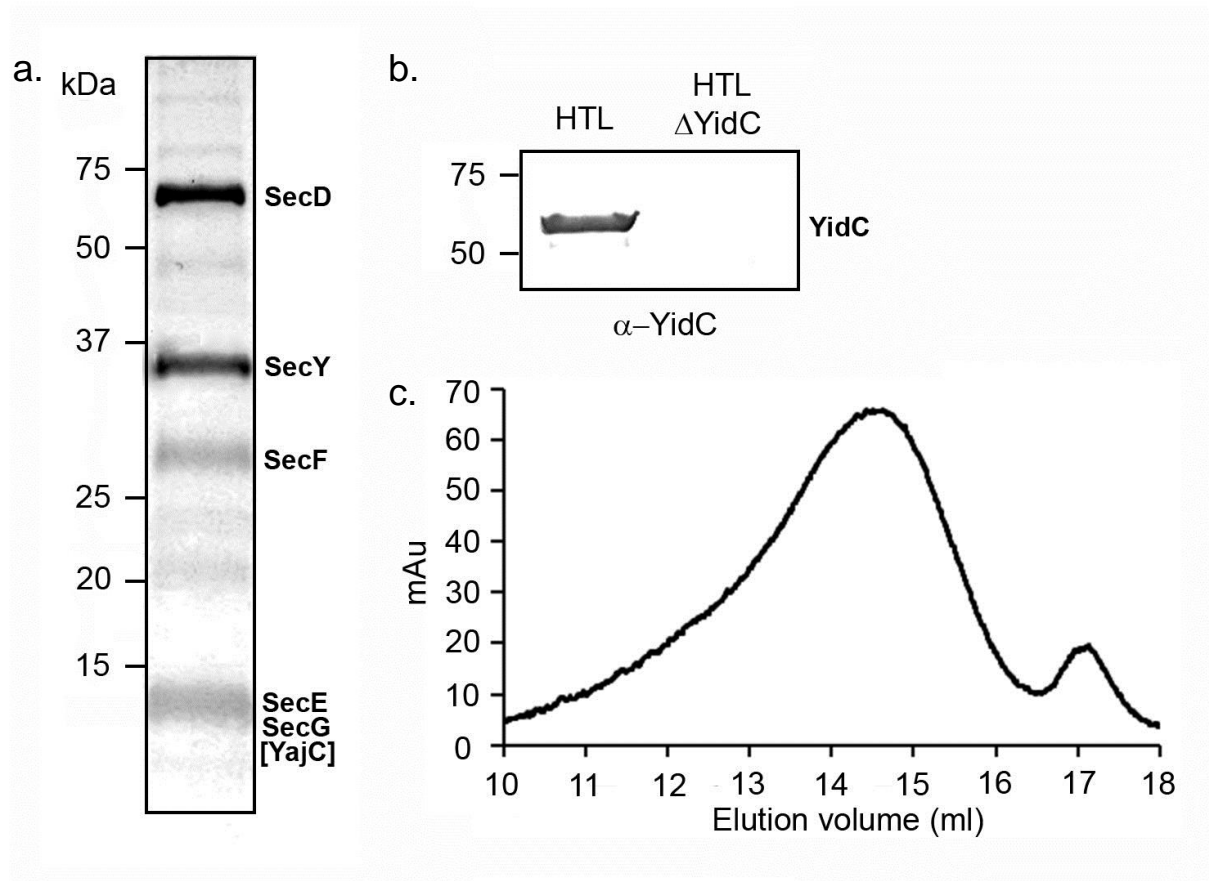 a.
kDa
75
50
37
25
20
15
SecD
SecY
SecF
SecE
SecG
[YajC]
b.
HTL
HTL
ΔYidC
75
50
YidC
α–YidC
c.
70
60
50
40
30
20
10
0
mAu
10 11 12 13 14 15 16 17 18
Elution volume (ml)